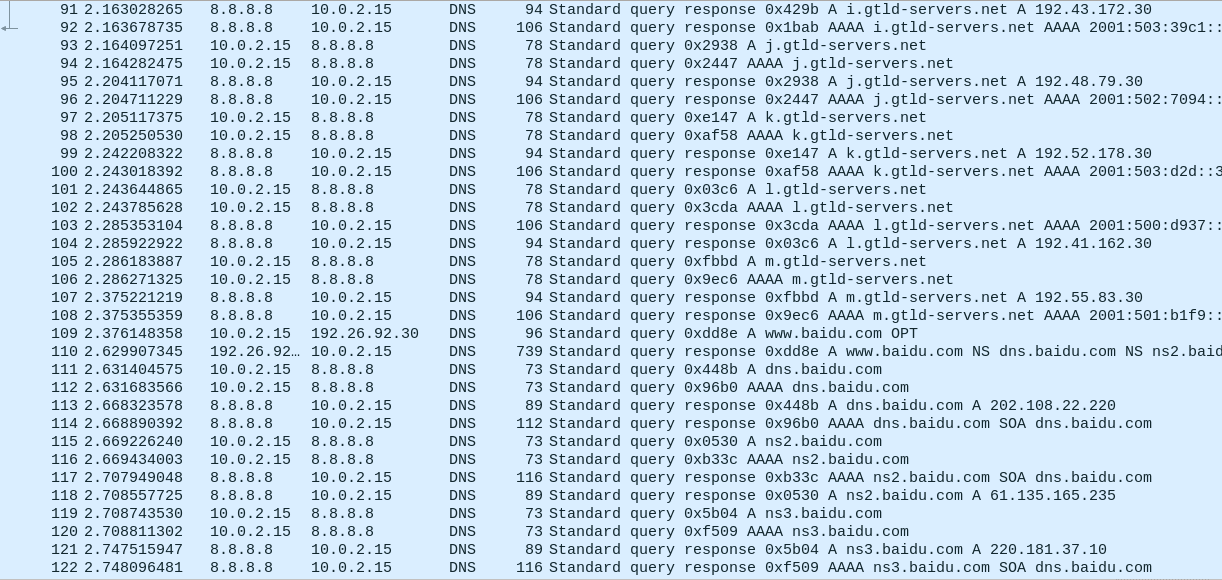 91 2.163028265 8.8.8.8 10.0.2.15 DNS 94 Standard query response 0x429b A i.gtld-servers.net A 192.43.172.30
92 2.163678735 8.8.8.8 10.0.2.15 DNS 106 Standard query response 0x1bab AAAA i.gtld-servers.net AAAA 2001:503:39c1::
93 2.164097251 10.0.2.15 8.8.8.8 DNS 78 Standard query 0x2938 A j.gtld-servers.net
94 2.164282475 10.0.2.15 8.8.8.8 DNS 78 Standard query 0x2447 AAAA j.gtld-servers.net
95 2.204117071 8.8.8.8 10.0.2.15 DNS 94 Standard query response 0x2938 A j.gtld-servers.net A 192.48.79.30
96 2.204711229 8.8.8.8 10.0.2.15 DNS 106 Standard query response 0x2447 AAAA j.gtld-servers.net AAAA 2001:502:7094::
97 2.205117375 10.0.2.15 8.8.8.8 DNS 78 Standard query 0xe147 A k.gtld-servers.net
98 2.205250530 10.0.2.15 8.8.8.8 DNS 78 Standard query 0xaf58 AAAA k.gtld-servers.net
99 2.242208322 8.8.8.8 10.0.2.15 DNS 94 Standard query response 0xe147 A k.gtld-servers.net A 192.52.178.30
100 2.243018392 8.8.8.8 10.0.2.15 DNS 106 Standard query response 0xaf58 AAAA k.gtld-servers.net AAAA 2001:503:d2d::3
101 2.243644865 10.0.2.15 8.8.8.8 DNS 78 Standard query 0x03c6 A l.gtld-servers.net
102 2.243785628 10.0.2.15 8.8.8.8 DNS 78 Standard query 0x3cda AAAA l.gtld-servers.net
103 2.285353104 8.8.8.8 10.0.2.15 DNS 106 Standard query response 0x3cda AAAA l.gtld-servers.net AAAA 2001:500:d937::
104 2.285922922 8.8.8.8 10.0.2.15 DNS 94 Standard query response 0x03c6 A l.gtld-servers.net A 192.41.162.30
105 2.286183887 10.0.2.15 8.8.8.8 DNS 78 Standard query 0xfbbd A m.gtld-servers.net
106 2.286271325 10.0.2.15 8.8.8.8 DNS 78 Standard query 0x9ec6 AAAA m.gtld-servers.net
107 2.375221219 8.8.8.8 10.0.2.15 DNS 94 Standard query response 0xfbbd A m.gtld-servers.net A 192.55.83.30
108 2.375355359 8.8.8.8 10.0.2.15 DNS 106 Standard query response 0x9ec6 AAAA m.gtld-servers.net AAAA 2001:501:b1f9::
109 2.376148358 10.0.2.15 192.26.92.30 DNS 96 Standard query 0xdd8e A www.baidu.com OPT
110 2.629907345 192.26.92… 10.0.2.15 DNS 739 Standard query response 0xdd8e A www.baidu.com NS dns.baidu.com NS ns2.baid
111 2.631404575 10.0.2.15 8.8.8.8 DNS 73 Standard query 0x448b A dns.baidu.com
112 2.631683566 10.0.2.15 8.8.8.8 DNS 73 Standard query 0x96b0 AAAA dns.baidu.com
113 2.668323578 8.8.8.8 10.0.2.15 DNS 89 Standard query response 0x448b A dns.baidu.com A 202.108.22.220
114 2.668890392 8.8.8.8 10.0.2.15 DNS 112 Standard query response 0x96b0 AAAA dns.baidu.com SOA dns.baidu.com
115 2.669226240 10.0.2.15 8.8.8.8 DNS 73 Standard query 0x0530 A ns2.baidu.com
116 2.669434003 10.0.2.15 8.8.8.8 DNS 73 Standard query 0xb33c AAAA ns2.baidu.com
117 2.707949048 8.8.8.8 10.0.2.15 DNS 116 Standard query response 0xb33c AAAA ns2.baidu.com SOA dns.baidu.com
118 2.708557725 8.8.8.8 10.0.2.15 DNS 89 Standard query response 0x0530 A ns2.baidu.com A 61.135.165.235
119 2.708743530 10.0.2.15 8.8.8.8 DNS 73 Standard query 0x5b04 A ns3.baidu.com
120 2.708811302 10.0.2.15 8.8.8.8 DNS 73 Standard query 0xf509 AAAA ns3.baidu.com
121 2.747515947 8.8.8.8 10.0.2.15 DNS 89 Standard query response 0x5b04 A ns3.baidu.com A 220.181.37.10
122 2.748096481 8.8.8.8 10.0.2.15 DNS 116 Standard query response 0xf509 AAAA ns3.baidu.com SOA dns.baidu.com